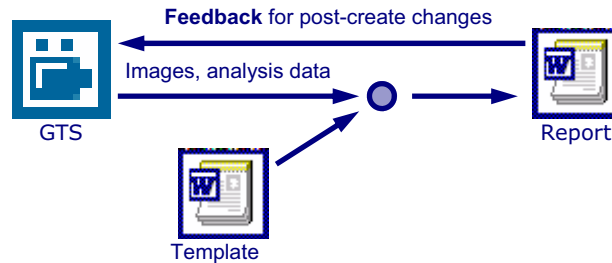 Feedback for post-create changes
Images, analysis data
GTS
W
Report
W
Template